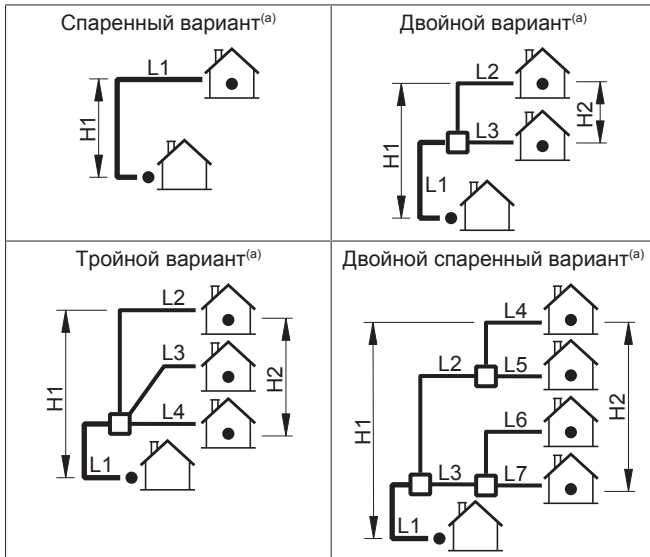 Спаренный вариант(a)
L1
H1
Двойной вариант(a)
L2
H2
H1
L3
L1
Тройной вариант(a)
L2
L3
H1
H2
L4
L1
Двойной спаренный вариант(a)
L4
L2
L5
H1
H2
L6
L3
L7
L1